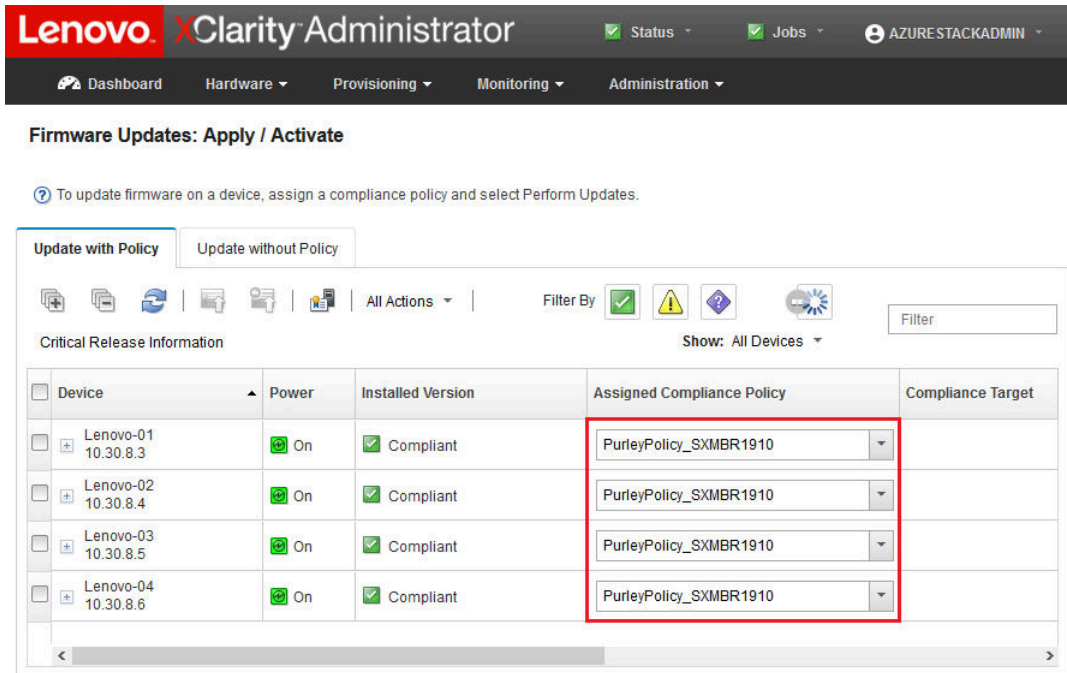 Lenovo. XClarity Administrator Status Jobs AZURESTACKADMIN
Dashboard Hardware Provisioning Monitoring Administration
Firmware Updates: Apply / Activate
? To update firmware on a device, assign a compliance policy and select Perform Updates.
Update with Policy Update without Policy
All Actions Filter By Filter
Critical Release Information Show: All Devices
Device Power Installed Version Assigned Compliance Policy Compliance Target
Lenovo-01
10.30.8.3 On Compliant PurleyPolicy_SXMBR1910
Lenovo-02
10.30.8.4 On Compliant PurleyPolicy_SXMBR1910
Lenovo-03
10.30.8.5 On Compliant PurleyPolicy_SXMBR1910
Lenovo-04
10.30.8.6 On Compliant PurleyPolicy_SXMBR1910